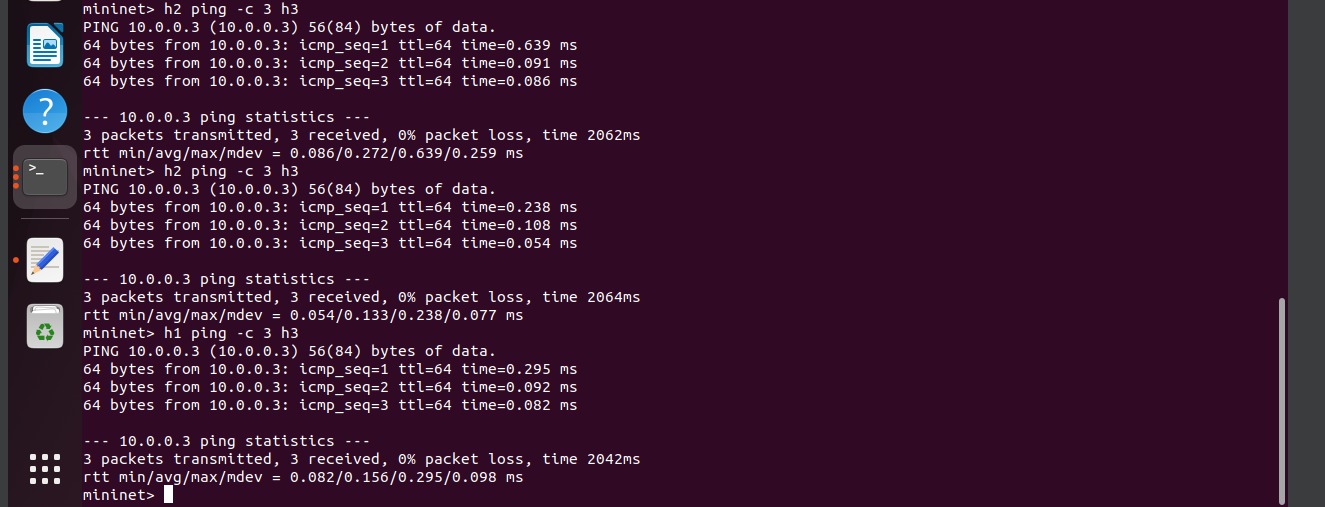 mininet> h2 ping -c 3 h3
PING 10.0.0.3 (10.0.0.3) 56(84) bytes of data.
64 bytes from 10.0.0.3: icmp_seq=1 ttl=64 time=0.639 ms
64 bytes from 10.0.0.3: icmp_seq=2 ttl=64 time=0.091 ms
64 bytes from 10.0.0.3: icmp_seq=3 ttl=64 time=0.086 ms
--- 10.0.0.3 ping statistics ---
3 packets transmitted, 3 received, 0% packet loss, time 2062ms
rtt min/avg/max/mdev = 0.086/0.272/0.639/0.259 ms
mininet> h2 ping -c 3 h3
PING 10.0.0.3 (10.0.0.3) 56(84) bytes of data.
64 bytes from 10.0.0.3: icmp_seq=1 ttl=64 time=0.238 ms
64 bytes from 10.0.0.3: icmp_seq=2 ttl=64 time=0.108 ms
64 bytes from 10.0.0.3: icmp_seq=3 ttl=64 time=0.054 ms
--- 10.0.0.3 ping statistics ---
3 packets transmitted, 3 received, 0% packet loss, time 2064ms
rtt min/avg/max/mdev = 0.054/0.133/0.238/0.077 ms
mininet> h1 ping -c 3 h3
PING 10.0.0.3 (10.0.0.3) 56(84) bytes of data.
64 bytes from 10.0.0.3: icmp_seq=1 ttl=64 time=0.295 ms
64 bytes from 10.0.0.3: icmp_seq=2 ttl=64 time=0.092 ms
64 bytes from 10.0.0.3: icmp_seq=3 ttl=64 time=0.082 ms
--- 10.0.0.3 ping statistics ---
3 packets transmitted, 3 received, 0% packet loss, time 2042ms
rtt min/avg/max/mdev = 0.082/0.156/0.295/0.098 ms
mininet>